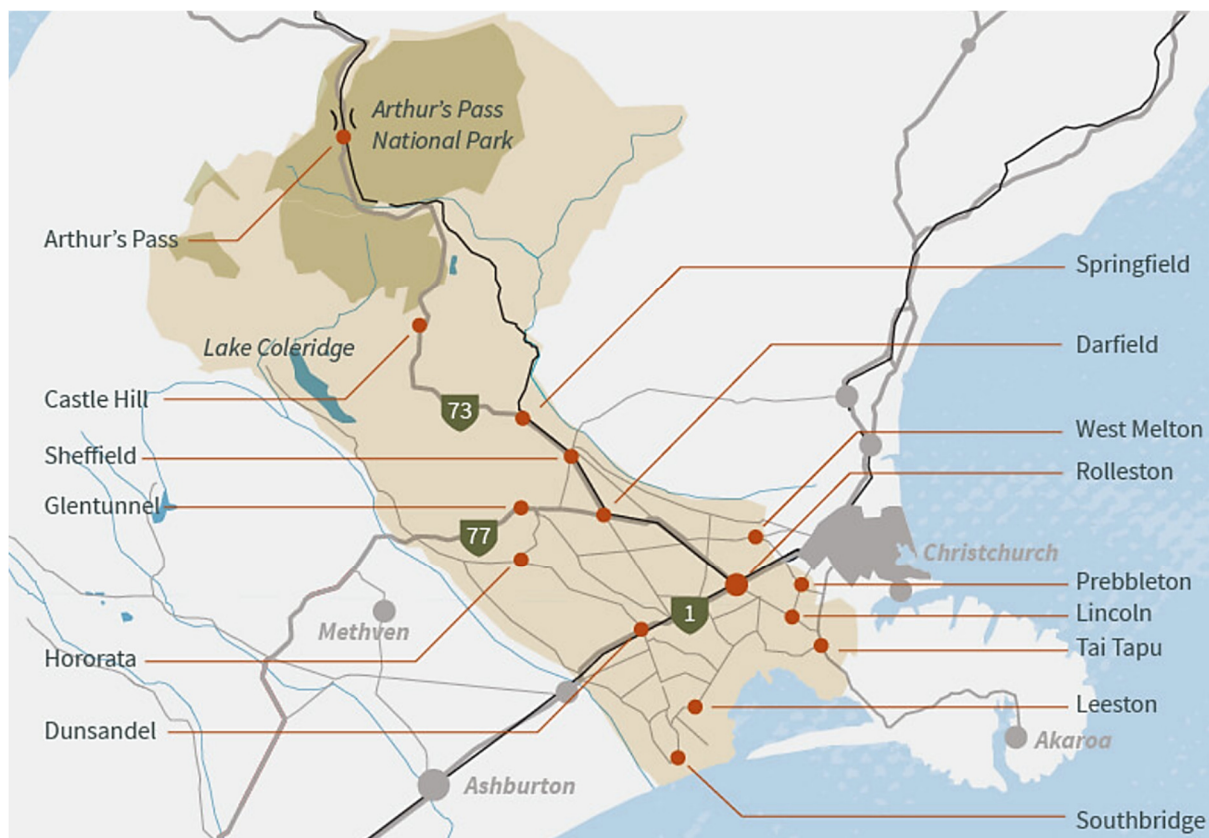 Arthur's Pass
National Park
Arthur's Pass
Springfield
Lake Coleridge
Darfield
Castle Hill
73
West Melton
Sheffield
Rolleston
Glentunnel
77
Christchurch
Prebbleton
1
Lincoln
Methven
Tai Tapu
Hororata
Leeston
Dunsandel
Akaroa
Ashburton
Southbridge